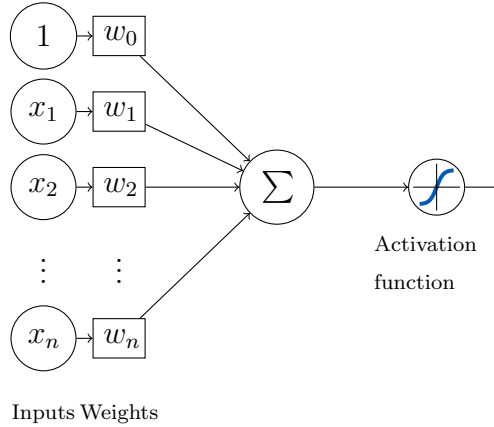 1 w₀
x₁ w₁
x₂ w₂ ∑
Activation
⋮ ⋮
function
xₙ wₙ
Inputs Weights